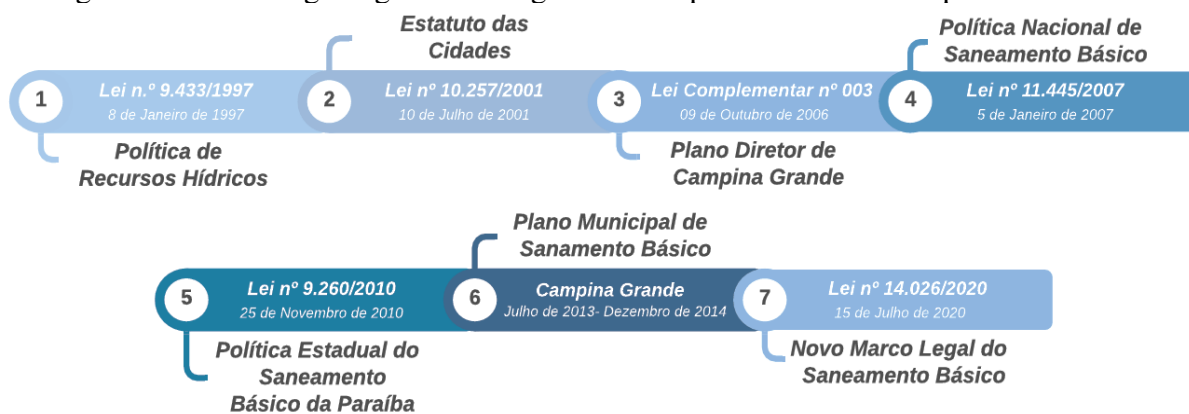 Estatuto das
Cidades
Política Nacional de
Saneamento Básico
1
Lei n.º 9.433/1997
8 de Janeiro de 1997
2
Lei nº 10.257/2001
10 de Julho de 2001
3
Lei Complementar nº 003
09 de Outubro de 2006
4
Lei nº 11.445/2007
5 de Janeiro de 2007
Política de
Recursos Hídricos
Plano Diretor de
Campina Grande
Plano Municipal de
Sanamento Básico
5
Lei nº 9.260/2010
25 de Novembro de 2010
6
Campina Grande
Julho de 2013- Dezembro de 2014
7
Lei nº 14.026/2020
15 de Julho de 2020
Política Estadual do
Saneamento
Básico da Paraíba
Novo Marco Legal do
Saneamento Básico